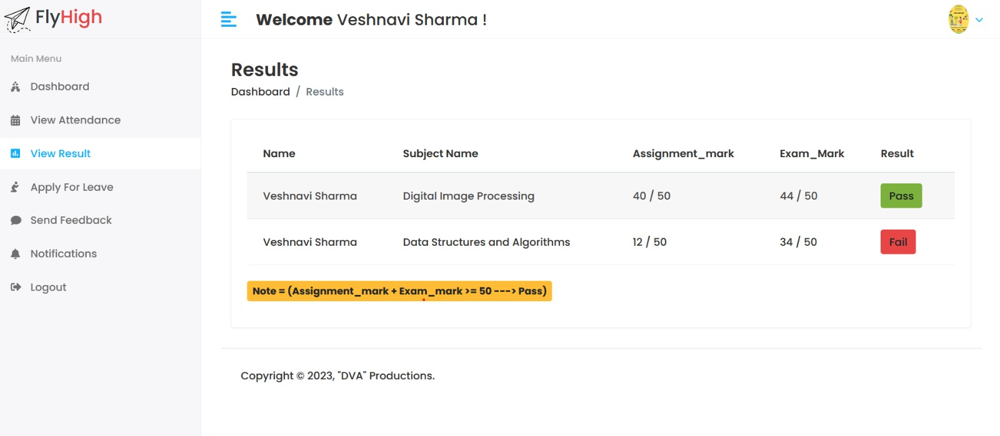 FlyHigh
Welcome Veshnavi Sharma !
Main Menu
Dashboard
View Attendance
View Result
Apply For Leave
Send Feedback
Notifications
Logout
Results
Dashboard / Results
Name Subject Name Assignment_mark Exam_Mark Result
Veshnavi Sharma Digital Image Processing 40 / 50 44 / 50 Pass
Veshnavi Sharma Data Structures and Algorithms 12 / 50 34 / 50 Fail
Note = (Assignment_mark + Exam_mark >= 50 ---> Pass)
Copyright © 2023, "DVA" Productions.